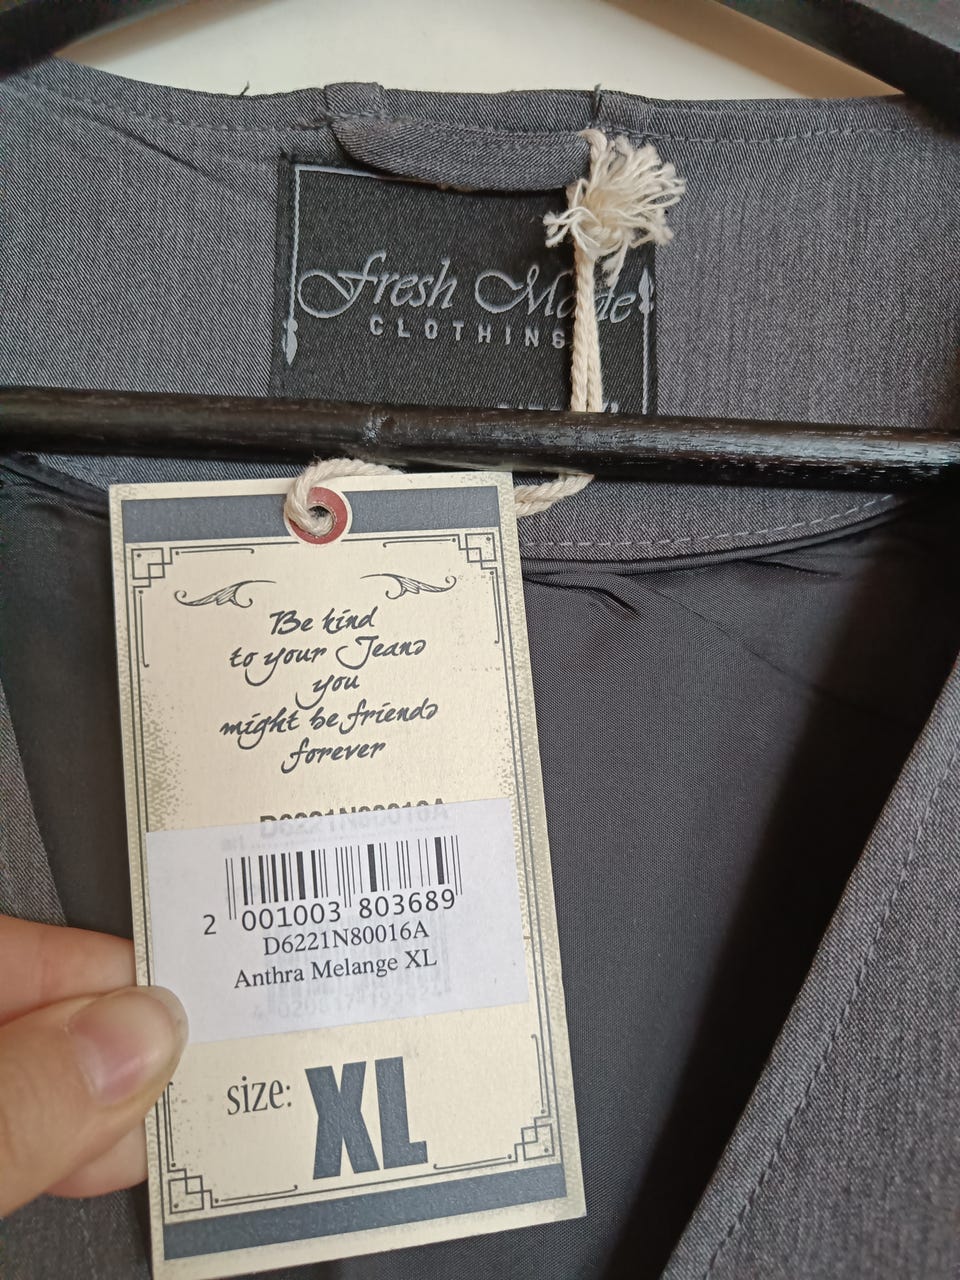 Fresh Made
CLOTHING
Be kind
to your Jeans
you
might be friends
forever
D6221N80016A
2 001003 803689
D6221N80016A
Anthra Melange XL
size: XL